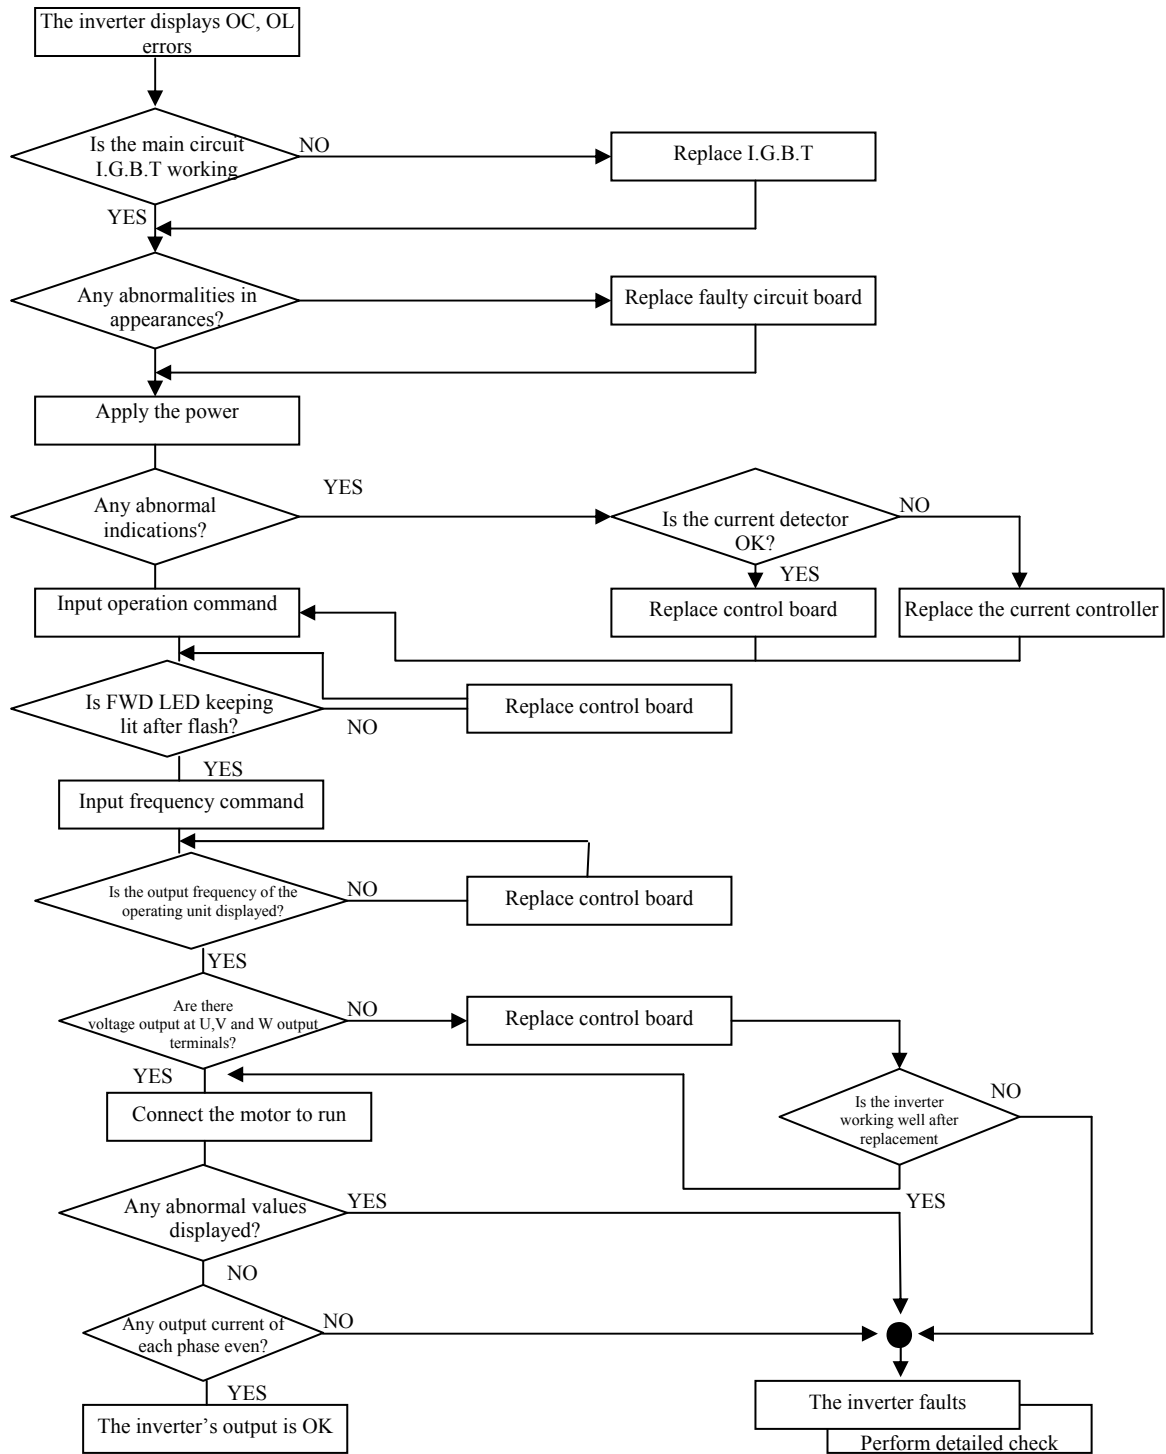 The inverter displays OC, OL
errors
Is the main circuit
I.G.B.T working
NO
Replace I.G.B.T
YES
Any abnormalities in
appearances?
Replace faulty circuit board
Apply the power
Any abnormal
indications?
YES
Is the current detector
OK?
NO
YES
Input operation command
Replace control board
Replace the current controller
Is FWD LED keeping
lit after flash?
NO
Replace control board
YES
Input frequency command
Is the output frequency of the
operating unit displayed?
NO
Replace control board
YES
Are there
voltage output at U,V and W output
terminals?
NO
Replace control board
YES
Connect the motor to run
Is the inverter
working well after
replacement
NO
YES
Any abnormal values
displayed?
YES
NO
Any output current of
each phase even?
NO
YES
The inverter’s output is OK
The inverter faults
Perform detailed check